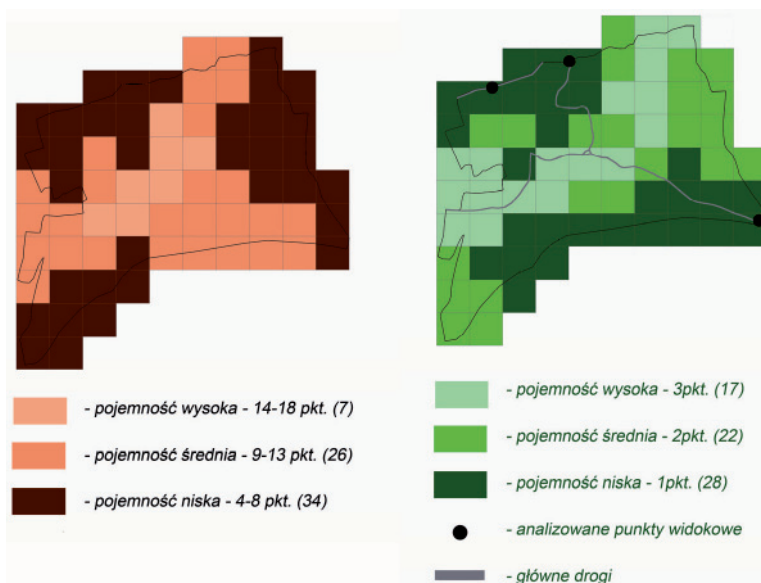 - pojemność wysoka - 14-18 pkt. (7)
- pojemność średnia - 9-13 pkt. (26)
- pojemność niska - 4-8 pkt. (34)
- pojemność wysoka - 3pkt. (17)
- pojemność średnia - 2pkt. (22)
- pojemność niska - 1pkt. (28)
- analizowane punkty widokowe
- główne drogi